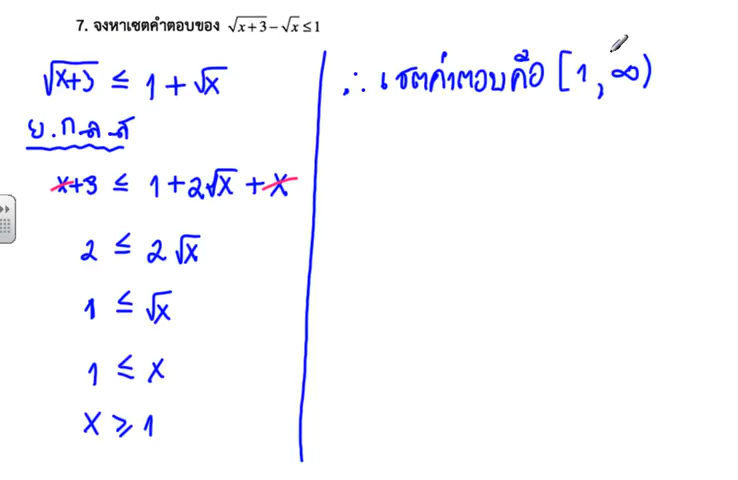 7. จงหาเซตคำตอบของ √(x+3) − √x ≤ 1
√(x+3) ≤ 1 + √x
ย.ก.ล.ส
x+3 ≤ 1 + 2√x + x
2 ≤ 2√x
1 ≤ √x
1 ≤ x
x ≥ 1
∴ เซตคำตอบคือ [1, ∞)